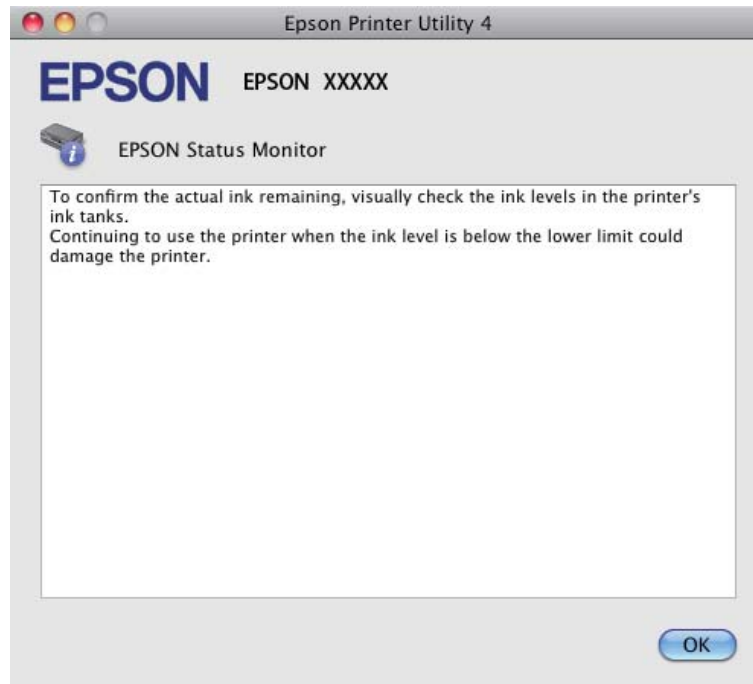 Epson Printer Utility 4
EPSON EPSON XXXXX
EPSON Status Monitor
To confirm the actual ink remaining, visually check the ink levels in the printer's
ink tanks.
Continuing to use the printer when the ink level is below the lower limit could
damage the printer.
OK